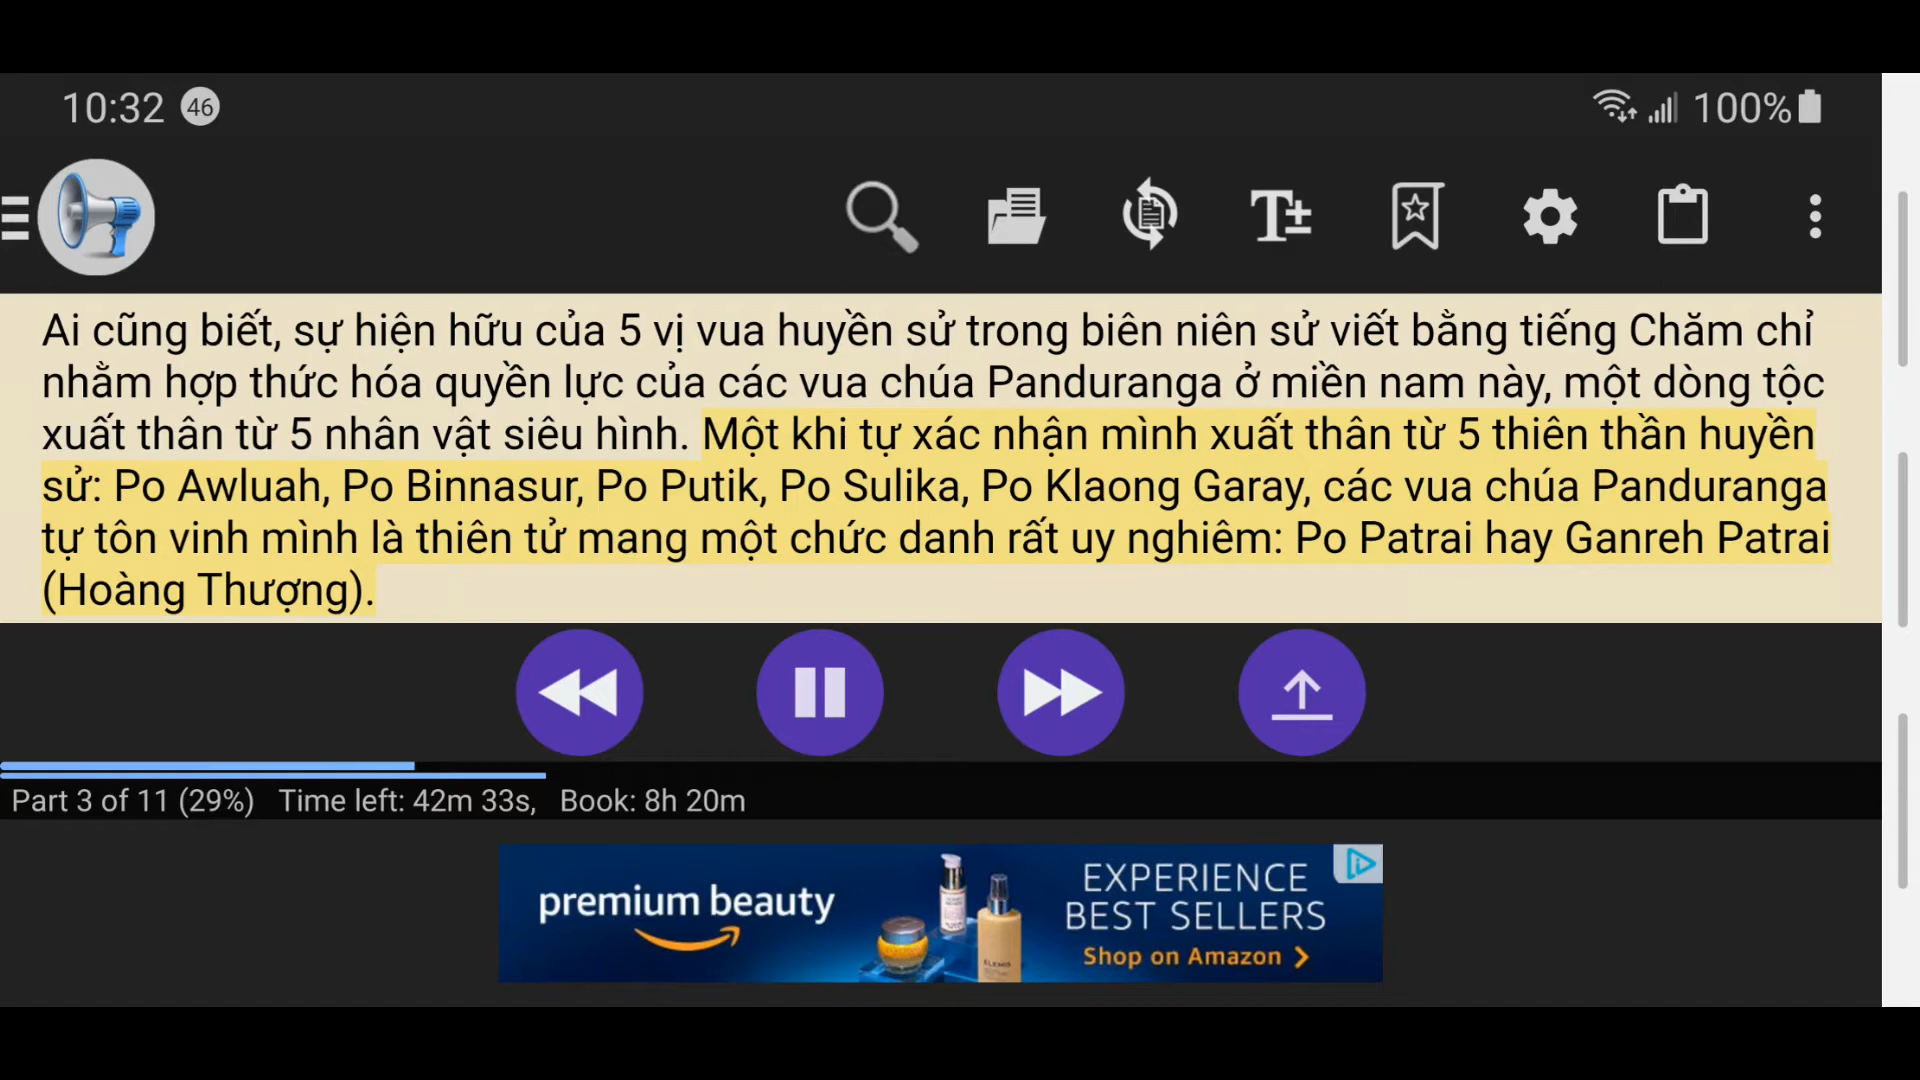 10:32 46 100%
T±
Ai cũng biết, sự hiện hữu của 5 vị vua huyền sử trong biên niên sử viết bằng tiếng Chăm chỉ
nhằm hợp thức hóa quyền lực của các vua chúa Panduranga ở miền nam này, một dòng tộc
xuất thân từ 5 nhân vật siêu hình. Một khi tự xác nhận mình xuất thân từ 5 thiên thần huyền
sử: Po Awluah, Po Binnasur, Po Putik, Po Sulika, Po Klaong Garay, các vua chúa Panduranga
tự tôn vinh mình là thiên tử mang một chức danh rất uy nghiêm: Po Patrai hay Ganreh Patrai
(Hoàng Thượng).
Part 3 of 11 (29%) Time left: 42m 33s, Book: 8h 20m
premium beauty
EXPERIENCE
BEST SELLERS
Shop on Amazon
ELEMIS